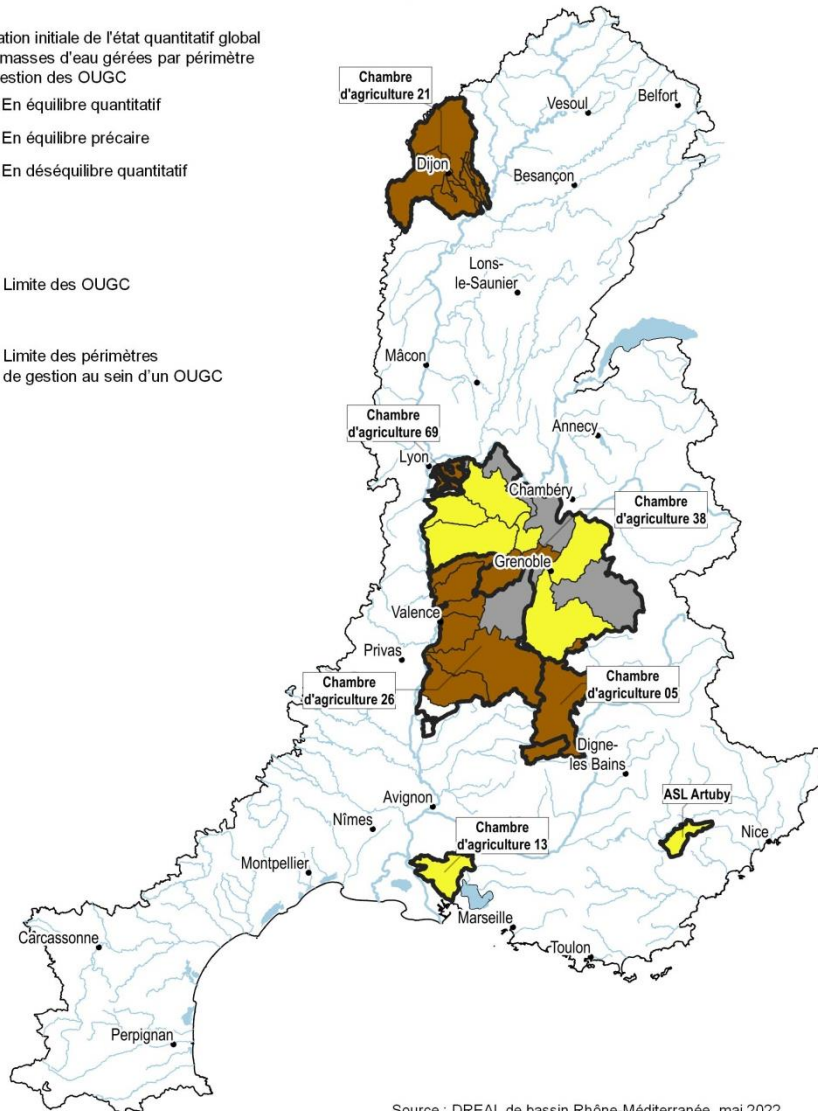 ation initiale de l'état quantitatif global
masses d'eau gérées par périmètre
estion des OUGC
En équilibre quantitatif
En équilibre précaire
En déséquilibre quantitatif
Limite des OUGC
Limite des périmètres
de gestion au sein d'un OUGC
Chambre
d'agriculture 21
Vesoul
Belfort
Dijon
Besançon
Lons-
le-Saunier
Mâcon
Chambre
d'agriculture 69
Annecy
Lyon
Chambéry
Chambre
d'agriculture 38
Grenoble
Valence
Privas
Chambre
d'agriculture 26
Chambre
d'agriculture 05
Digne-
les Bains
Avignon
ASL Artuby
Nîmes
Chambre
d'agriculture 13
Nice
Montpellier
Marseille
Carcassonne
Toulon
Perpignan
Source : DREAL de bassin Rhône-Méditerranée, mai 2022